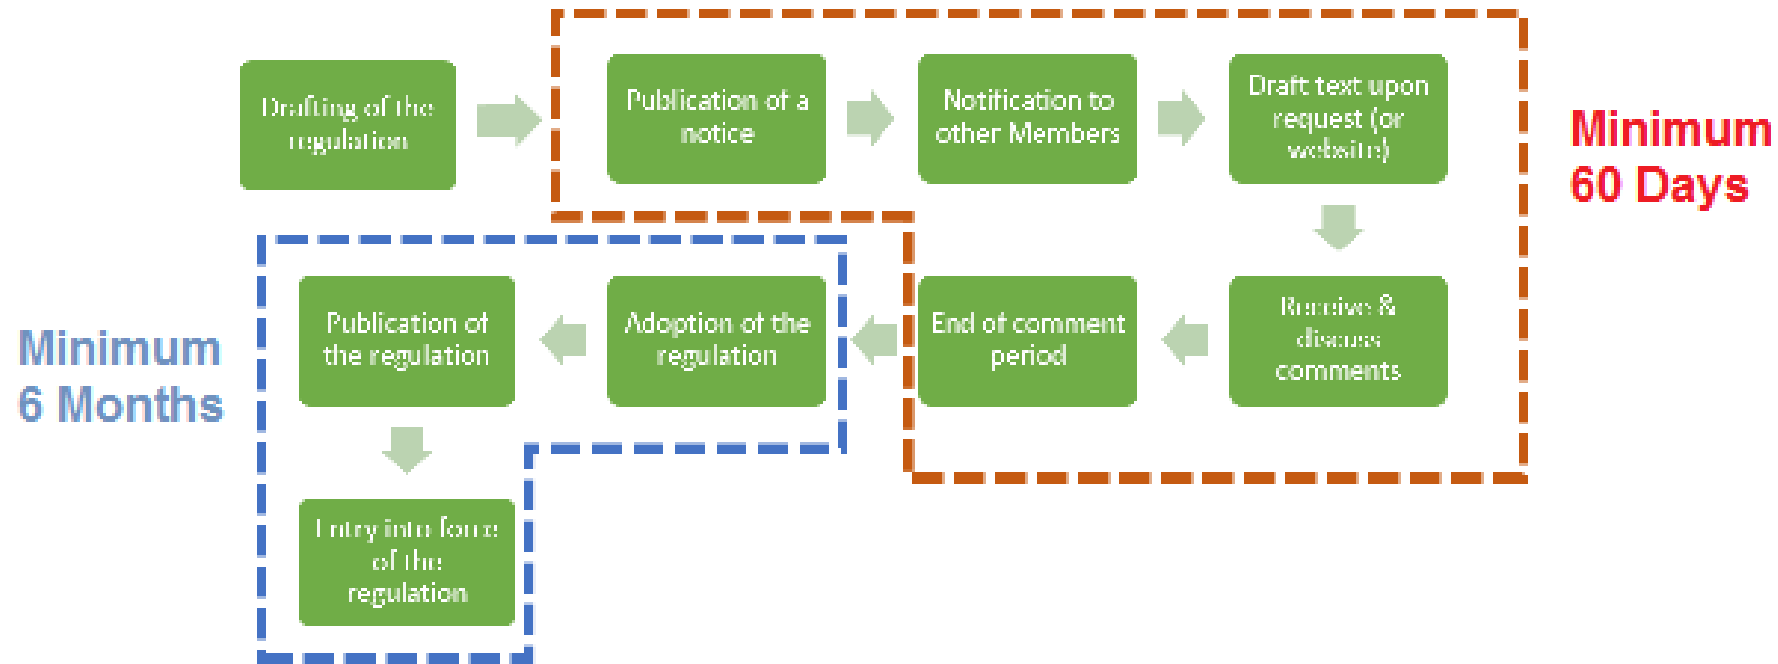 Drafting of the
regulation
Publication of a
notice
Notification to
other Members
Draft text upon
request (or
website)
Minimum
60 Days
Receive &
discuss
comments
End of comment
period
Adoption of the
regulation
Publication of
the regulation
Minimum
6 Months
Entry into force
of the
regulation